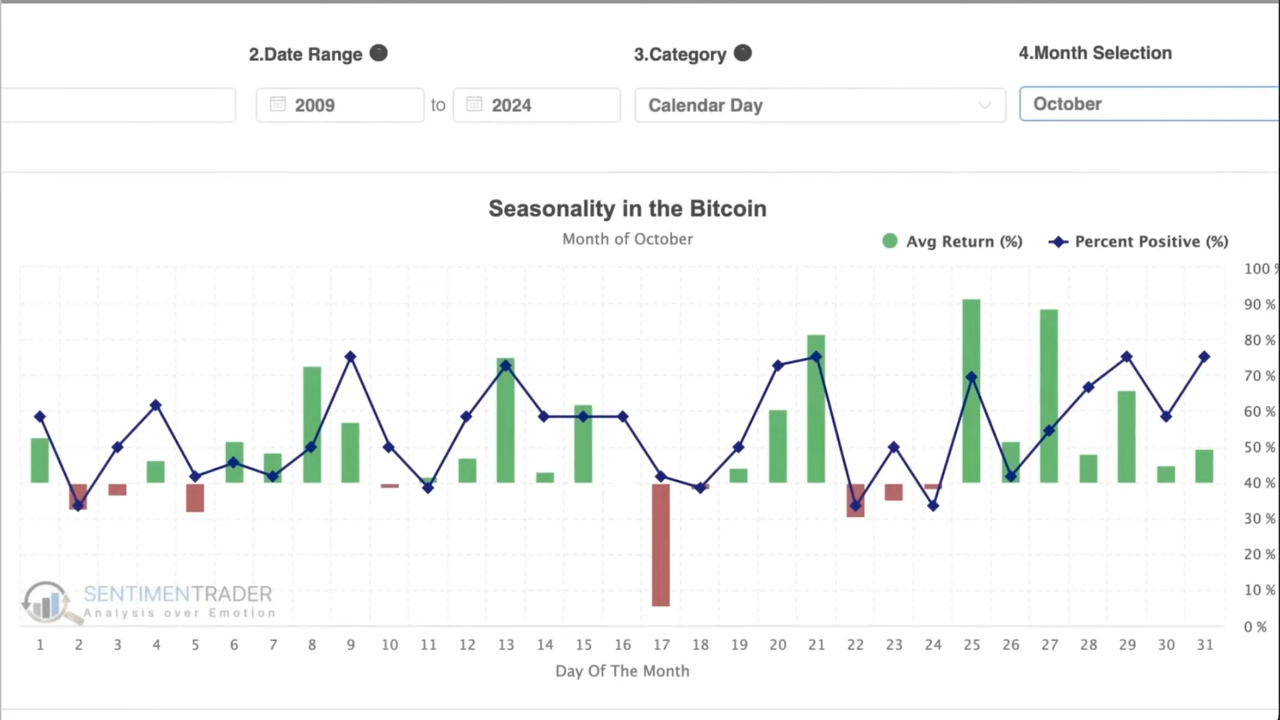 2.Date Range
3.Category
4.Month Selection
2009 to 2024
Calendar Day
October
Seasonality in the Bitcoin
Month of October
Avg Return (%)
Percent Positive (%)
100 %
90 %
80 %
70 %
60 %
50 %
40 %
30 %
20 %
10 %
0 %
SENTIMENTRADER
Analysis over Emotion
1 2 3 4 5 6 7 8 9 10 11 12 13 14 15 16 17 18 19 20 21 22 23 24 25 26 27 28 29 30 31
Day Of The Month